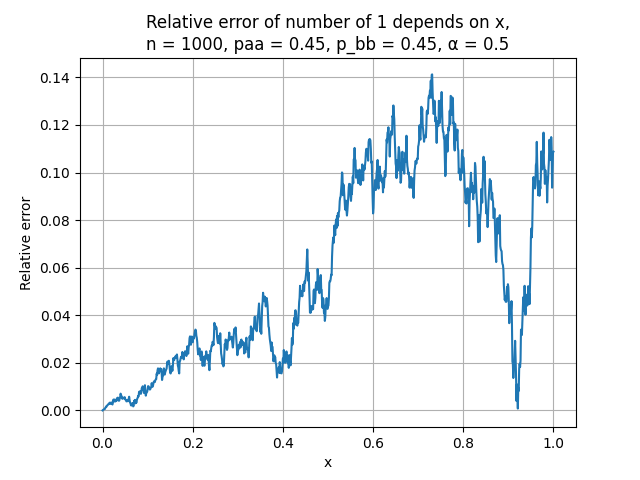 Relative error of number of 1 depends on x,
n = 1000, paa = 0.45, p_bb = 0.45, α = 0.5
0.14
0.12
0.10
0.08
0.06
0.04
0.02
0.00
Relative error
0.0 0.2 0.4 0.6 0.8 1.0
x